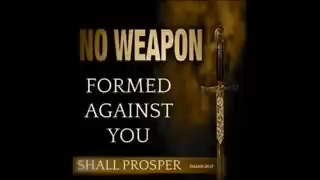 NO WEAPON
FORMED
AGAINST
YOU
SHALL PROSPER